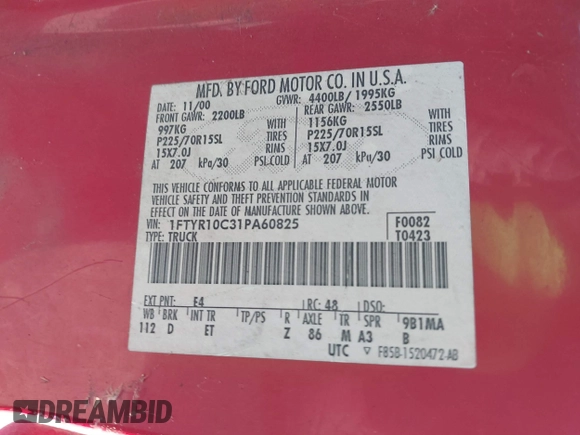 MFD. BY FORD MOTOR CO. IN U.S.A.
DATE: 11/00 GVWR: 4400LB/ 1995KG
FRONT GAWR: 2200LB REAR GAWR: 2550LB
997KG WITH 1156KG WITH
P225/70R15SL TIRES P225/70R15SL TIRES
15X7.0J RIMS 15X7.0J RIMS
AT 207 kPa/30 PSI COLD AT 207 kPa/30 PSI COLD
THIS VEHICLE CONFORMS TO ALL APPLICABLE FEDERAL MOTOR
VEHICLE SAFETY AND THEFT PREVENTION STANDARDS IN EFFECT
ON THE DATE OF MANUFACTURE SHOWN ABOVE.
VIN: 1FTYR10C31PA60825 F0082
TYPE: TRUCK T0423
EXT PNT: E4 RC: 48 DSO:
WB BRK INT TR TP/PS R AXLE TR SPR 9B1MA
112 D ET Z 86 M A3 B
UTC ▽ F85B-1520472-AB
DREAMBID